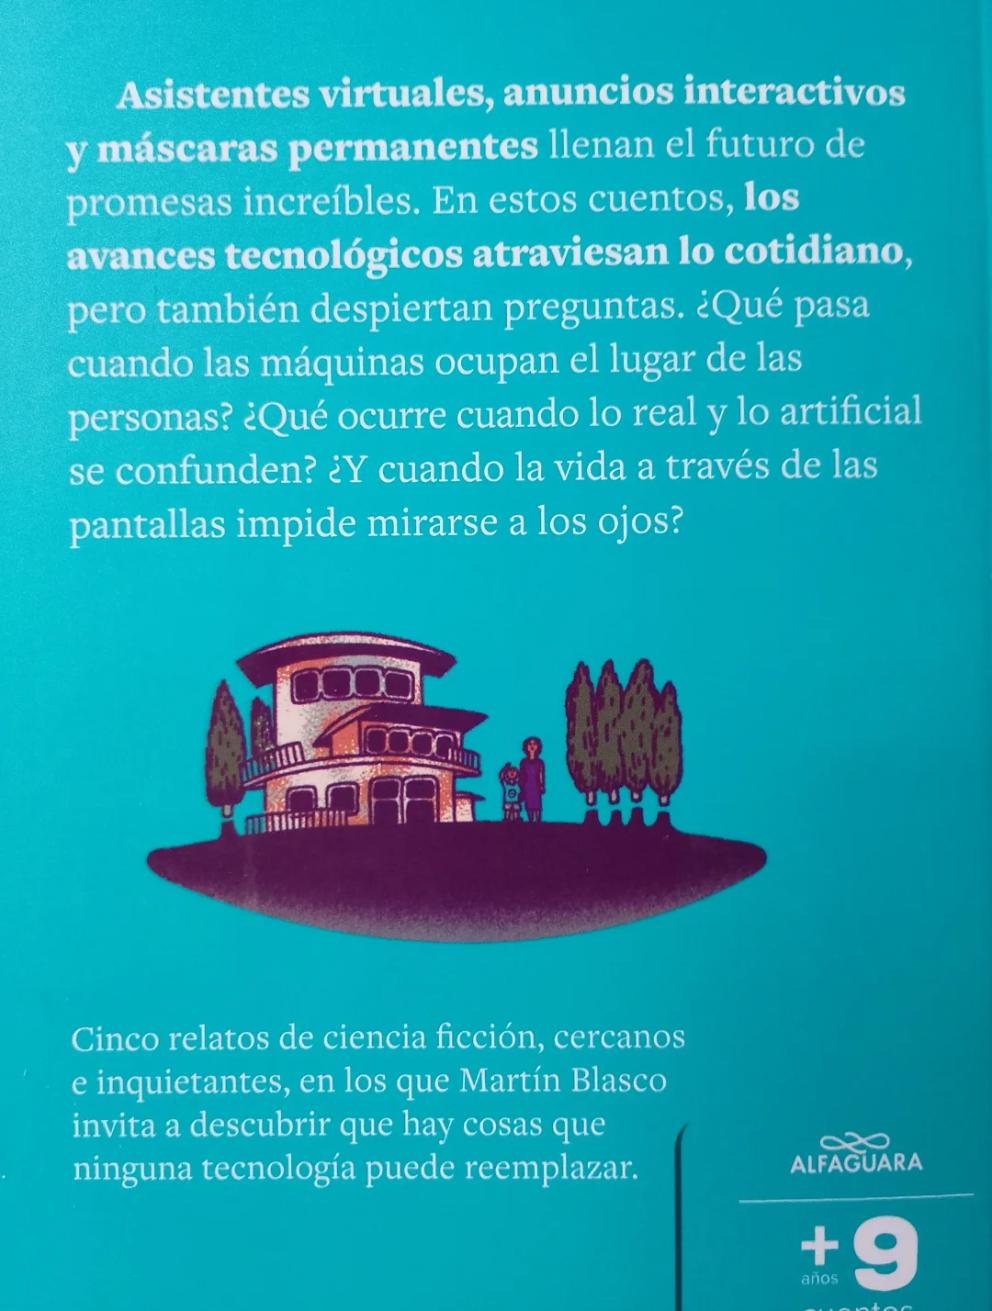 Asistentes virtuales, anuncios interactivos
y máscaras permanentes llenan el futuro de
promesas increíbles. En estos cuentos, los
avances tecnológicos atraviesan lo cotidiano,
pero también despiertan preguntas. ¿Qué pasa
cuando las máquinas ocupan el lugar de las
personas? ¿Qué ocurre cuando lo real y lo artificial
se confunden? ¿Y cuando la vida a través de las
pantallas impide mirarse a los ojos?
Cinco relatos de ciencia ficción, cercanos
e inquietantes, en los que Martín Blasco
invita a descubrir que hay cosas que
ninguna tecnología puede reemplazar.
ALFAGUARA
+9
años